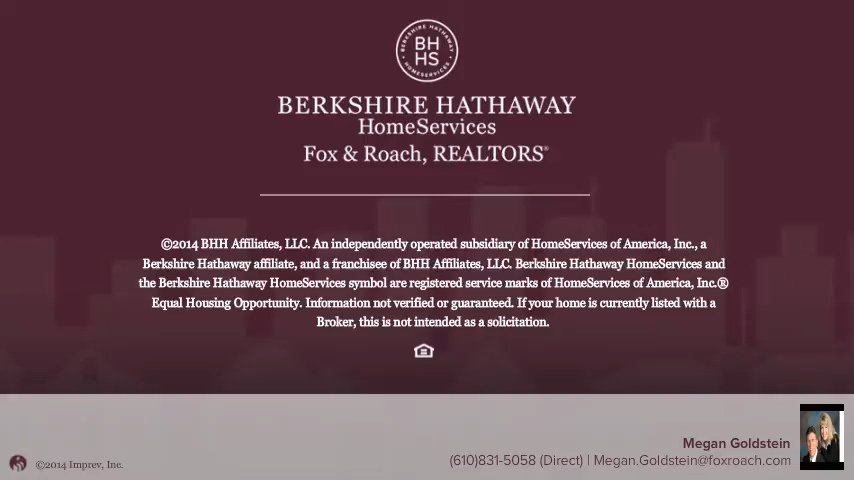 BERKSHIRE HATHAWAY
HOMESERVICES
BH
HS
BERKSHIRE HATHAWAY
HomeServices
Fox & Roach, REALTORS®
©2014 BHH Affiliates, LLC. An independently operated subsidiary of HomeServices of America, Inc., a
Berkshire Hathaway affiliate, and a franchisee of BHH Affiliates, LLC. Berkshire Hathaway HomeServices and
the Berkshire Hathaway HomeServices symbol are registered service marks of HomeServices of America, Inc.®
Equal Housing Opportunity. Information not verified or guaranteed. If your home is currently listed with a
Broker, this is not intended as a solicitation.
Megan Goldstein
(610)831-5058 (Direct) | Megan.Goldstein@foxroach.com
©2014 Imprev, Inc.